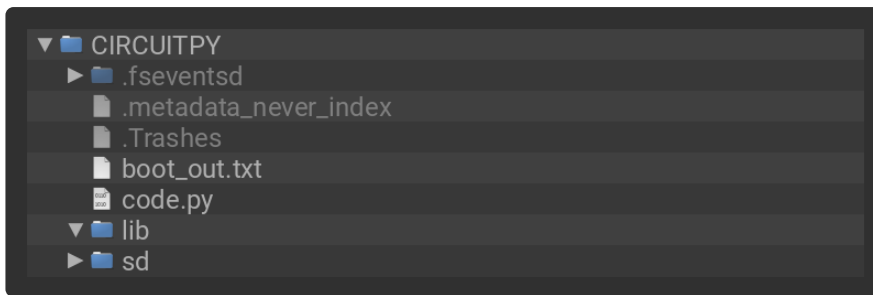 CIRCUITPY
.fseventsd
.metadata_never_index
.Trashes
boot_out.txt
code.py
lib
sd